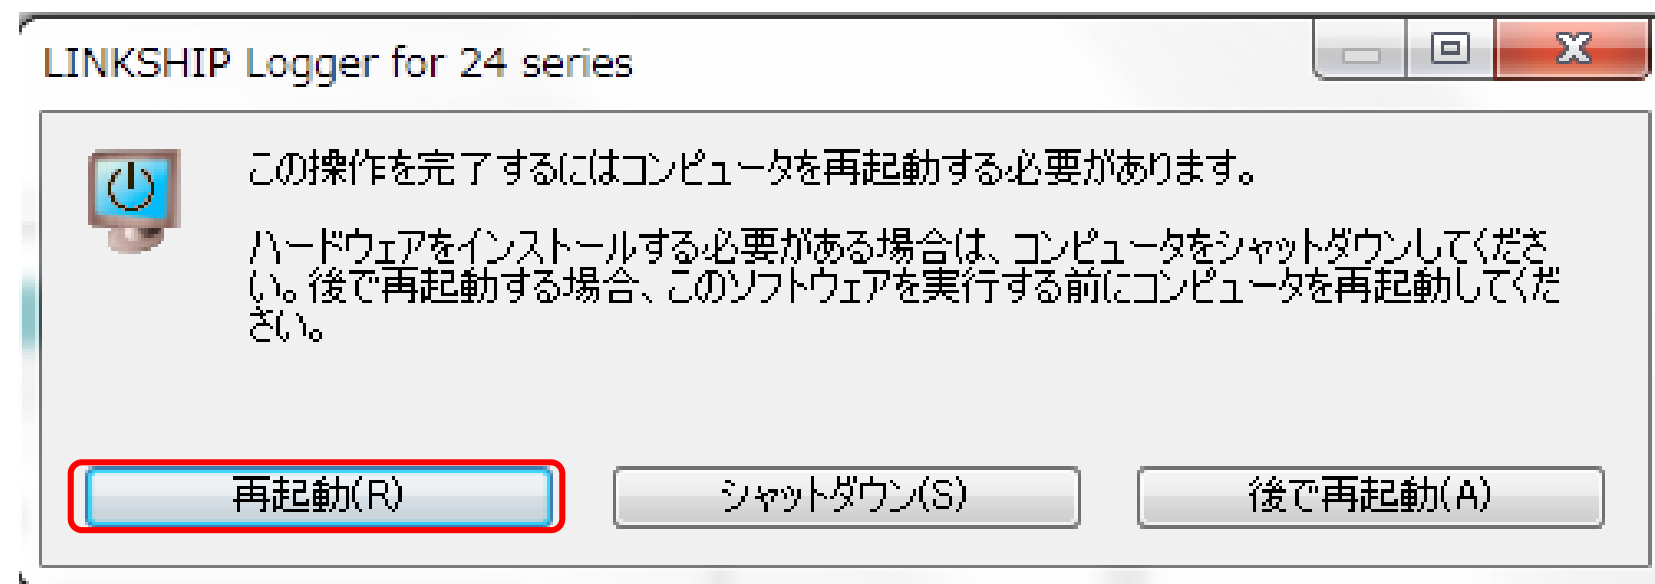 LINKSHIP Logger for 24 series
この操作を完了するにはコンピュータを再起動する必要があります。
ハードウェアをインストールする必要がある場合は、コンピュータをシャットダウンしてくださ
い。後で再起動する場合、このソフトウェアを実行する前にコンピュータを再起動してくだ
さい。
再起動(R)
シャットダウン(S)
後で再起動(A)